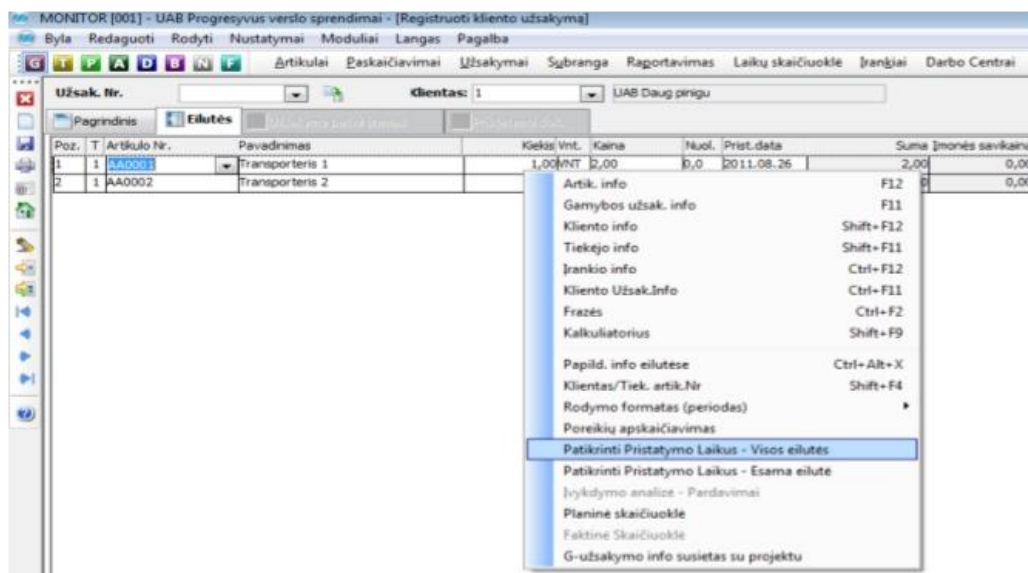 MONITOR [001] - UAB Progresyvus verslo sprendimai - [Registruoti kliento užsakymą]
Byla Redaguoti Rodyti Nustatymai Moduliai Langas Pagalba
G T P A D B N F Artikulai Paskaičiavimai Užsakymai Subranga Raportavimas Laikų skaičiuoklė Įrankiai Darbo Centrai
Užsak. Nr. Klientas: 1 UAB Daug pinigu
Pagrindinis Eilutės
Poz. T Artikulo Nr. Pavadinimas Kiekis Vnt. Kaina Nuol. Prist.data Suma Įmonės savikaina
1 1 AA0001 Transporteris 1 1,00 VNT 2,00 0,0 2011.08.26 2,00 0,00
2 1 AA0002 Transporteris 2 0,00
Artik. info F12
Gamybos užsak. info F11
Kliento info Shift+F12
Tiekėjo info Shift+F11
Įrankio info Ctrl+F12
Kliento Užsak.Info Ctrl+F11
Frazės Ctrl+F2
Kalkuliatorius Shift+F9
Papild. info eilutėse Ctrl+Alt+X
Klientas/Tiek. artik.Nr Shift+F4
Rodymo formatas (periodas)
Poreikių apskaičiavimas
Patikrinti Pristatymo Laikus - Visos eilutės
Patikrinti Pristatymo Laikus - Esama eilutė
Įvykdymo analizė - Pardavimai
Planinė skaičiuoklė
Faktinė Skaičiuoklė
G-užsakymo info susietas su projektu